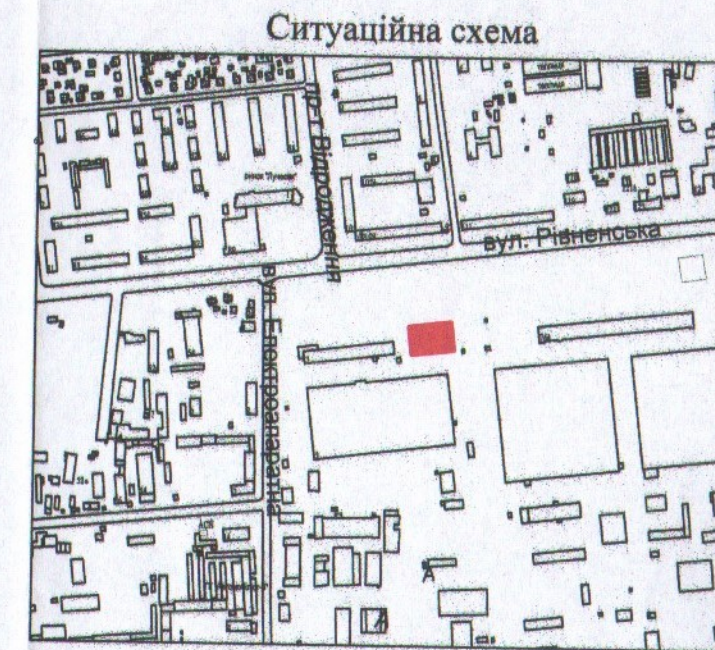 Ситуаційна схема
пр-т Відродження
вул. Рівненська
вул. Електроапаратна
А